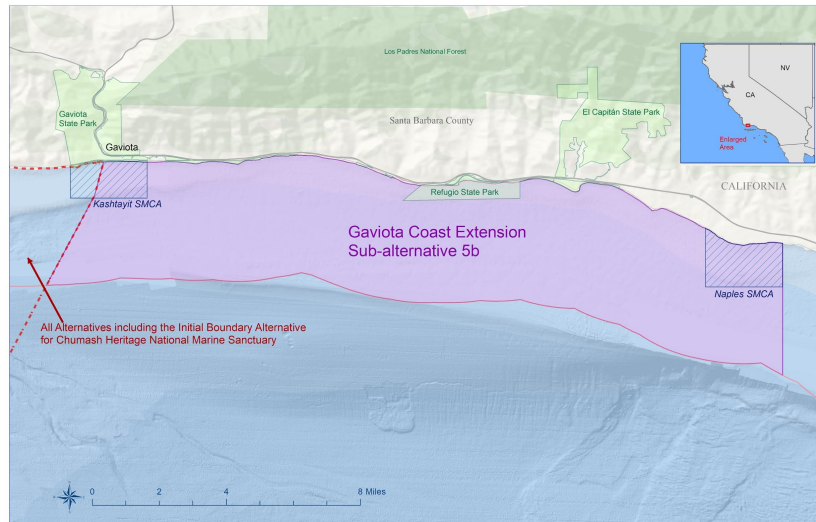 Los Padres National Forest
NV
CA
Enlarged
Area
Gaviota
State Park
El Capitán State Park
Santa Barbara County
Gaviota
CALIFORNIA
Refugio State Park
Kashtayit SMCA
Gaviota Coast Extension
Sub-alternative 5b
Naples SMCA
All Alternatives including the Initial Boundary Alternative
for Chumash Heritage National Marine Sanctuary
0 2 4 8 Miles